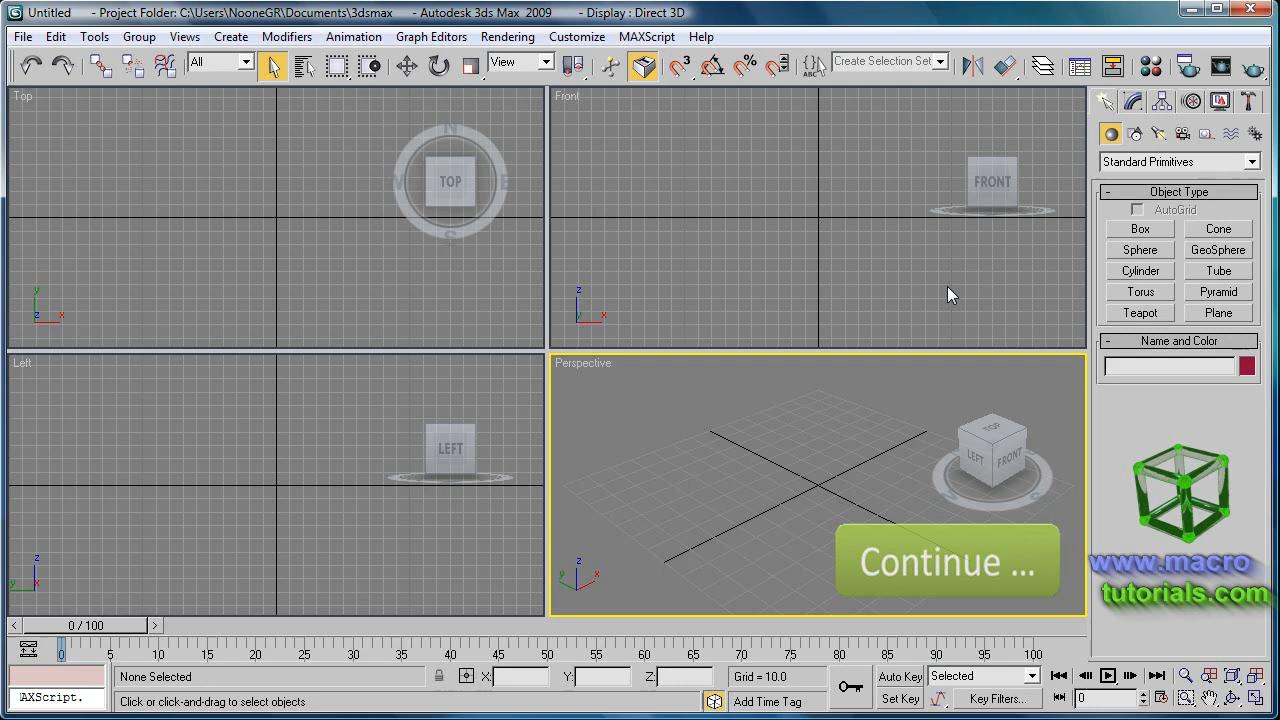 Untitled - Project Folder: C:\Users\NooneGR\Documents\3dsmax - Autodesk 3ds Max 2009 - Display : Direct 3D
File Edit Tools Group Views Create Modifiers Animation Graph Editors Rendering Customize MAXScript Help
All View Create Selection Set
Top
N
W TOP E
S
y
z x
Front
FRONT
z
y x
Left
LEFT
z
y x
Perspective
TOP
LEFT FRONT
z
y x
Continue ...
Standard Primitives
- Object Type
AutoGrid
Box Cone
Sphere GeoSphere
Cylinder Tube
Torus Pyramid
Teapot Plane
- Name and Color
www.macro
tutorials.com
< 0 / 100 >
0 5 10 15 20 25 30 35 40 45 50 55 60 65 70 75 80 85 90 95 100
None Selected X: Y: Z: Grid = 10.0 Auto Key Selected
AXScript. Click or click-and-drag to select objects Add Time Tag Set Key Key Filters... 0